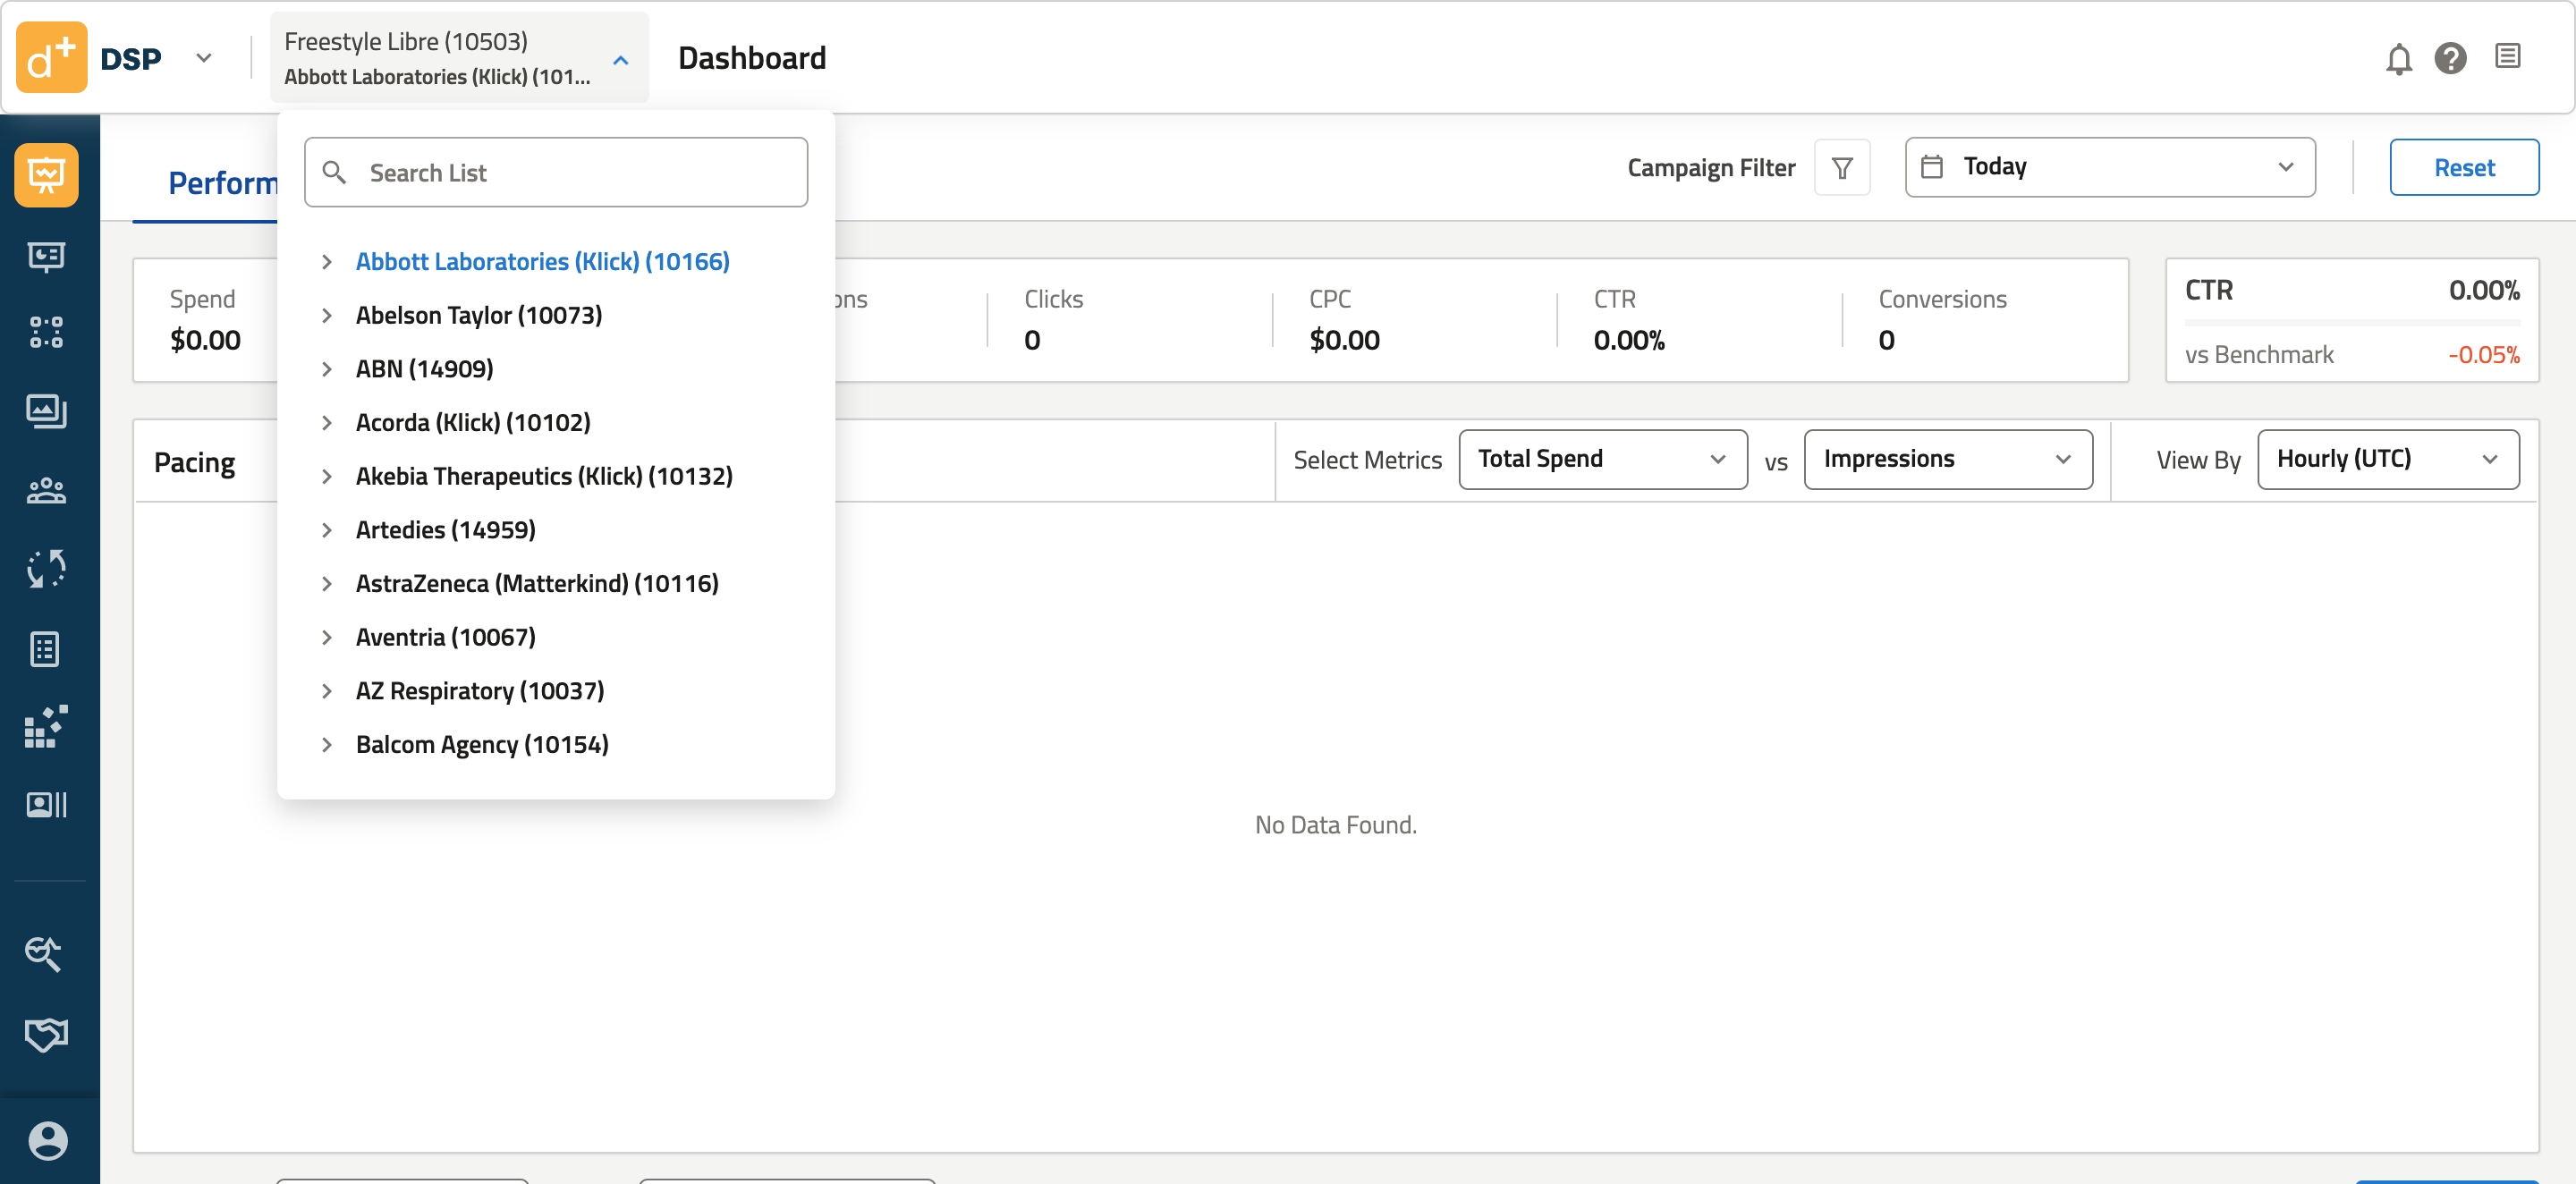 d+ DSP
Freestyle Libre (10503)
Abbott Laboratories (Klick) (101...
Dashboard
Search List
Abbott Laboratories (Klick) (10166)
Abelson Taylor (10073)
ABN (14909)
Acorda (Klick) (10102)
Akebia Therapeutics (Klick) (10132)
Artedies (14959)
AstraZeneca (Matterkind) (10116)
Aventria (10067)
AZ Respiratory (10037)
Balcom Agency (10154)
Perform
Campaign Filter
Today
Reset
Spend
$0.00
ons
Clicks
0
CPC
$0.00
CTR
0.00%
Conversions
0
CTR 0.00%
vs Benchmark -0.05%
Pacing
Select Metrics Total Spend vs Impressions
View By Hourly (UTC)
No Data Found.